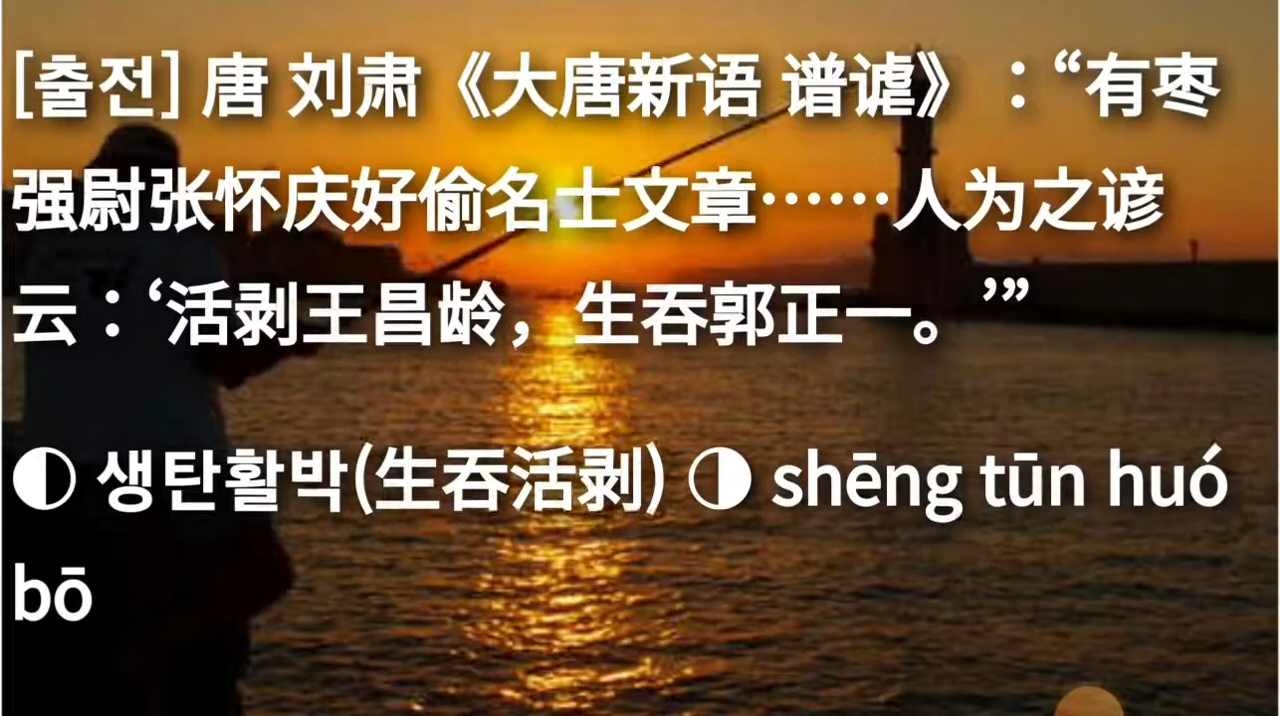 [출전] 唐 刘肃《大唐新语 谱谑》：“有枣
强尉张怀庆好偷名士文章……人为之谚
云：‘活剥王昌龄，生吞郭正一。’”
◐ 생탄활박(生吞活剥) ◑ shēng tūn huó
bō